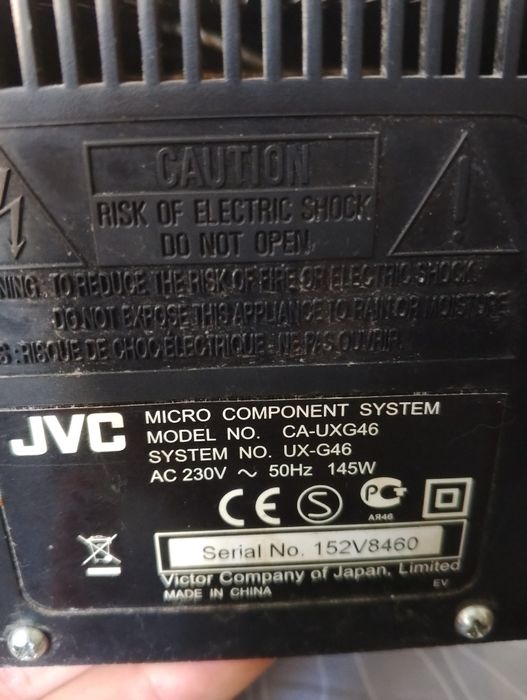 CAUTION
RISK OF ELECTRIC SHOCK
DO NOT OPEN
NING: TO REDUCE THE RISK OF FIRE OR ELECTRIC SHOCK.
DO NOT EXPOSE THIS APPLIANCE TO RAIN OR MOISTURE
S : RISQUE DE CHOC ELECTRIQUE NE PAS OUVRIR.
JVC
MICRO COMPONENT SYSTEM
MODEL NO. CA-UXG46
SYSTEM NO. UX-G46
AC 230V ～ 50Hz 145W
CE S PG
АЯ46
Serial No. 152V8460
Victor Company of Japan, Limited
MADE IN CHINA
EV